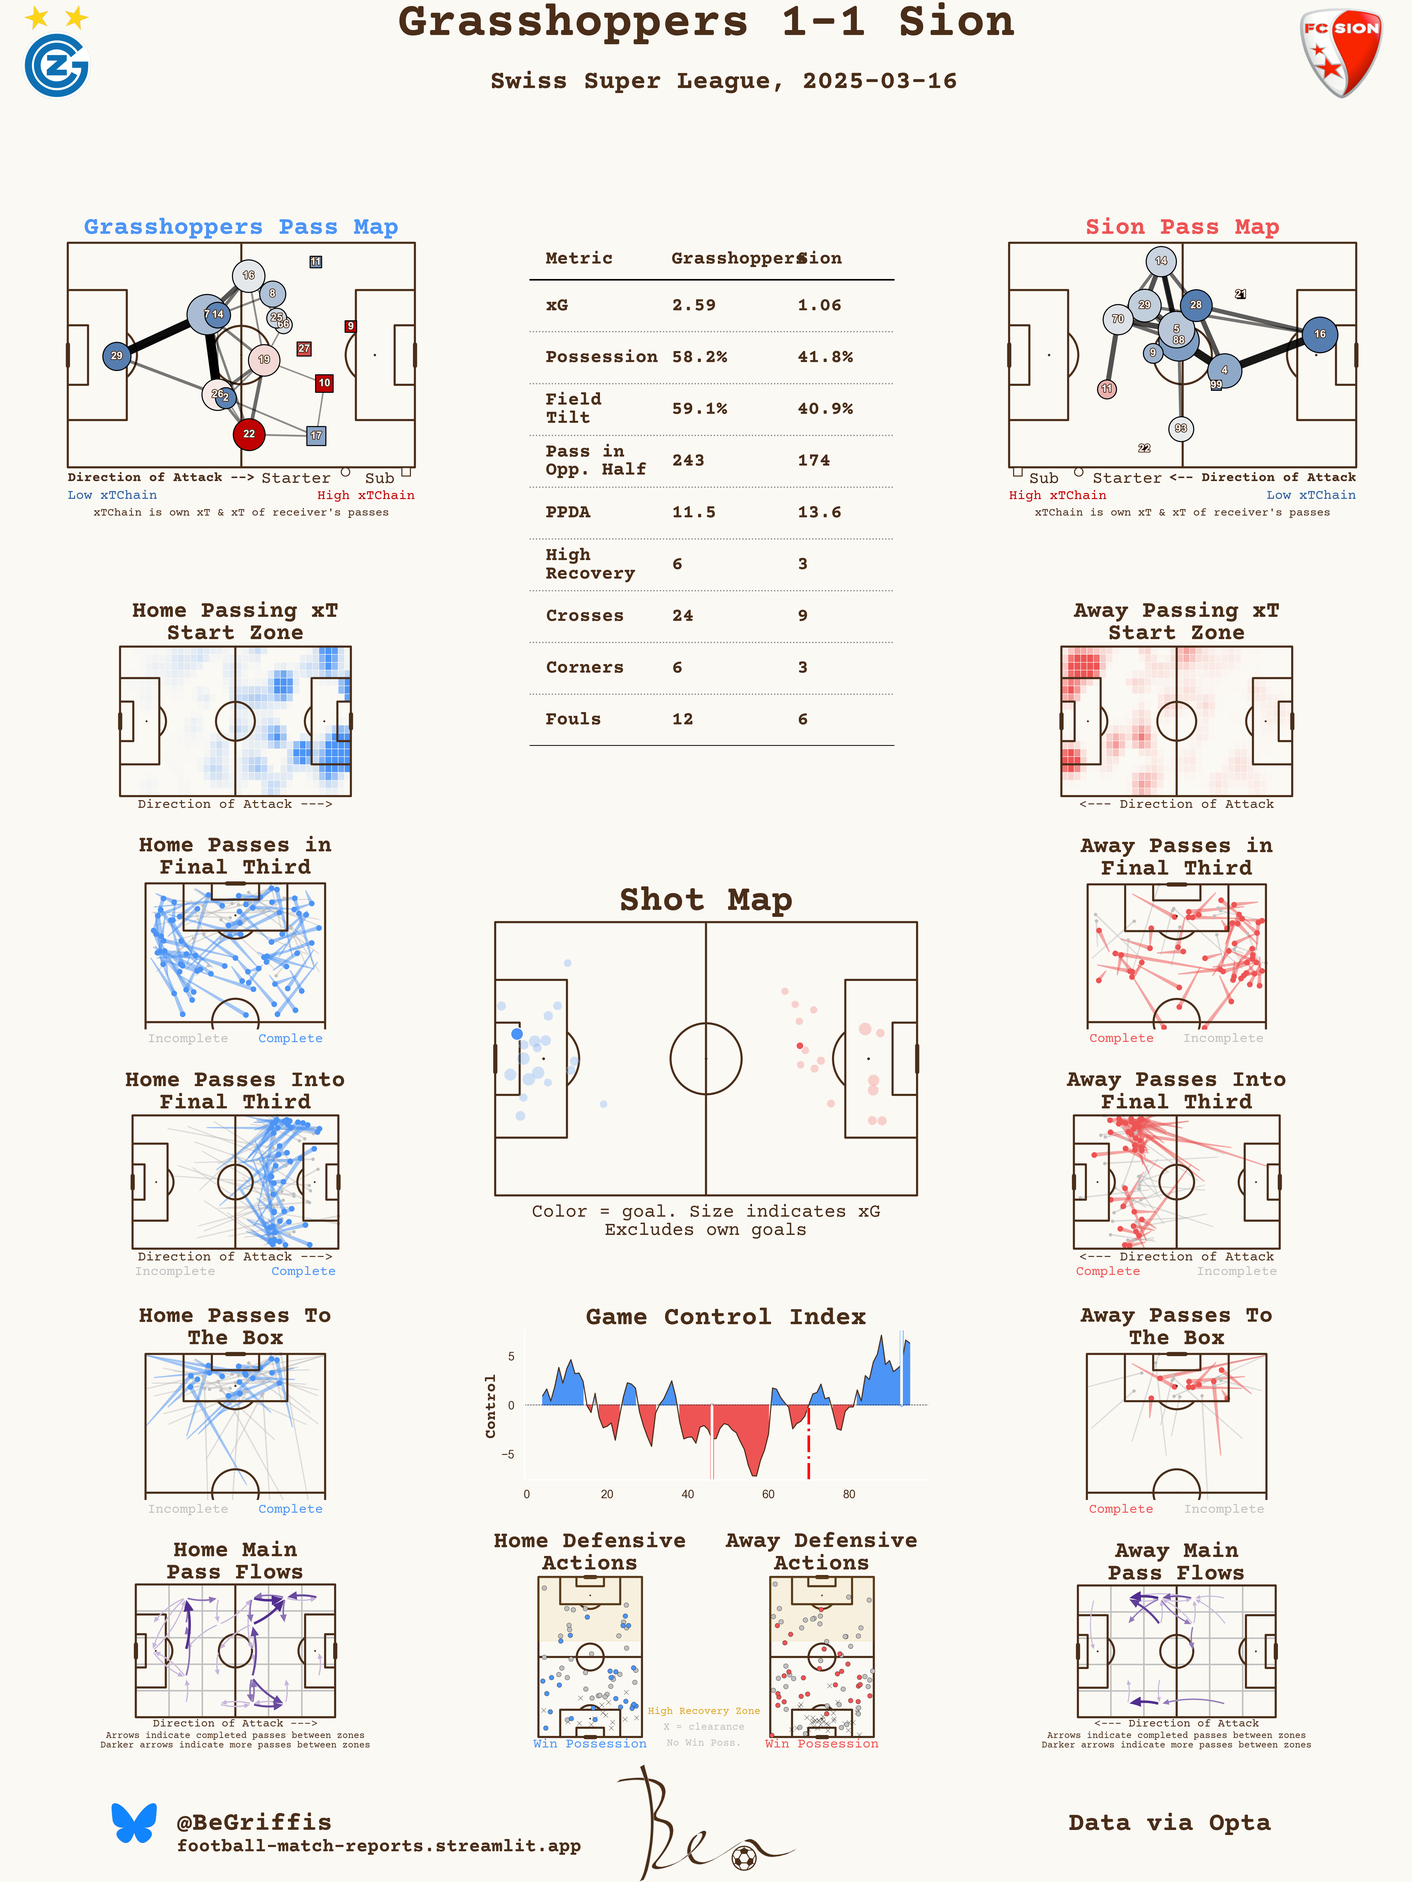 Grasshoppers 1-1 Sion
Swiss Super League, 2025-03-16
FC SION
Grasshoppers Pass Map
11
16
8
7
14
25
66
9
29
27
19
10
26
2
22
17
Direction of Attack --> Starter Sub
Low xTChain High xTChain
xTChain is own xT & xT of receiver's passes
Metric Grasshoppers Sion
xG 2.59 1.06
Possession 58.2% 41.8%
Field
Tilt 59.1% 40.9%
Pass in
Opp. Half 243 174
PPDA 11.5 13.6
High
Recovery 6 3
Crosses 24 9
Corners 6 3
Fouls 12 6
Sion Pass Map
14
21
29
28
70
5
16
88
9
4
11
99
93
22
Sub Starter <-- Direction of Attack
High xTChain Low xTChain
xTChain is own xT & xT of receiver's passes
Home Passing xT
Start Zone
Direction of Attack --->
Away Passing xT
Start Zone
<--- Direction of Attack
Home Passes in
Final Third
Incomplete Complete
Away Passes in
Final Third
Complete Incomplete
Shot Map
Color = goal. Size indicates xG
Excludes own goals
Home Passes Into
Final Third
Direction of Attack --->
Incomplete Complete
Away Passes Into
Final Third
<--- Direction of Attack
Complete Incomplete
Home Passes To
The Box
Incomplete Complete
Game Control Index
Control
5
0
−5
0 20 40 60 80
Away Passes To
The Box
Complete Incomplete
Home Main
Pass Flows
Direction of Attack --->
Arrows indicate completed passes between zones
Darker arrows indicate more passes between zones
Home Defensive
Actions
Win Possession
High Recovery Zone
X = clearance
No Win Poss.
Away Defensive
Actions
Win Possession
Away Main
Pass Flows
<--- Direction of Attack
Arrows indicate completed passes between zones
Darker arrows indicate more passes between zones
@BeGriffis
football-match-reports.streamlit.app
Ben
Data via Opta